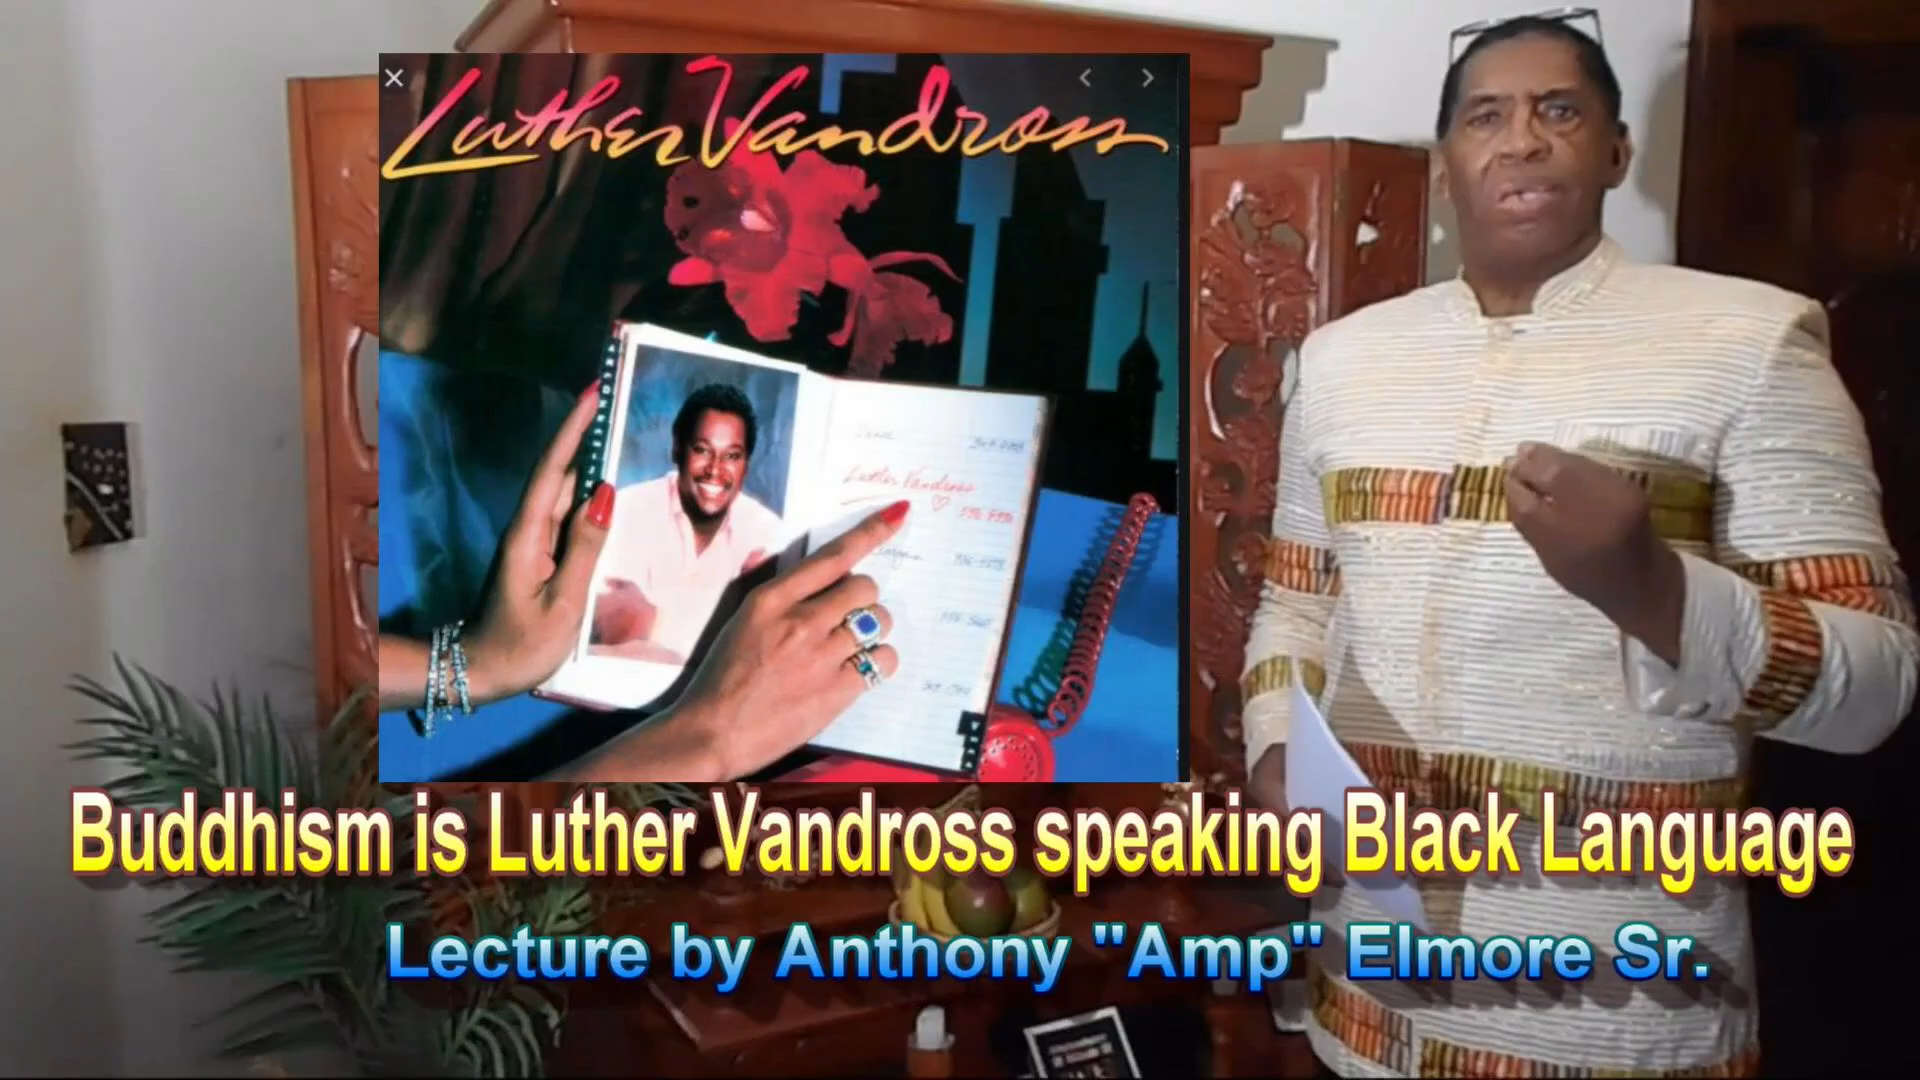 Luther Vandross
Luther Vandross
Buddhism is Luther Vandross speaking Black Language
Lecture by Anthony "Amp" Elmore Sr.